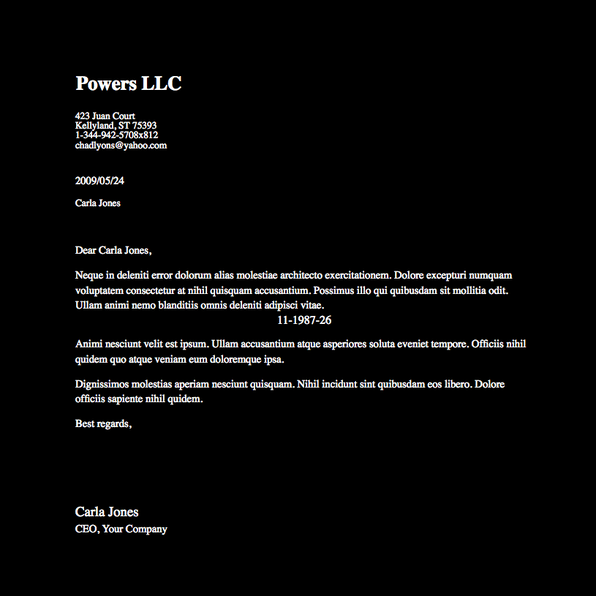 Powers LLC
423 Juan Court
Kellyland, ST 75393
1-344-942-5708x812
chadlyons@yahoo.com
2009/05/24
Carla Jones
Dear Carla Jones,
Neque in deleniti error dolorum alias molestiae architecto exercitationem. Dolore excepturi numquam
voluptatem consectetur at nihil quisquam accusantium. Possimus illo qui quibusdam sit mollitia odit.
Ullam animi nemo blanditiis omnis deleniti adipisci vitae.
11-1987-26
Animi nesciunt velit est ipsum. Ullam accusantium atque asperiores soluta eveniet tempore. Officiis nihil
quidem quo atque veniam eum doloremque ipsa.
Dignissimos molestias aperiam nesciunt quisquam. Nihil incidunt sint quibusdam eos libero. Dolore
officiis sapiente nihil quidem.
Best regards,
Carla Jones
CEO, Your Company